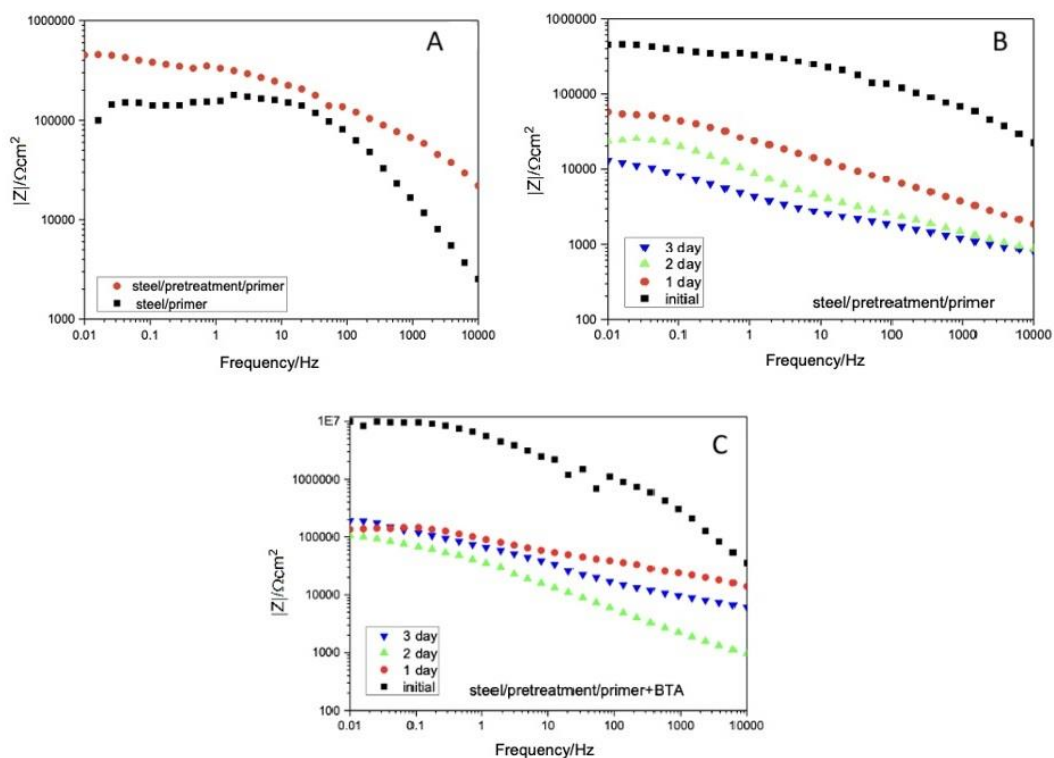 A
1000000
100000
10000
1000
|Z|/Ωcm²
0.01 0.1 1 10 100 1000 10000
Frequency/Hz
steel/pretreatment/primer
steel/primer
B
1000000
100000
10000
1000
100
|Z|/Ωcm²
0.01 0.1 1 10 100 1000 10000
Frequency/Hz
3 day
2 day
1 day
initial
steel/pretreatment/primer
C
1E7
1000000
100000
10000
1000
100
|Z|/Ωcm²
0.01 0.1 1 10 100 1000 10000
Frequency/Hz
3 day
2 day
1 day
initial
steel/pretreatment/primer+BTA